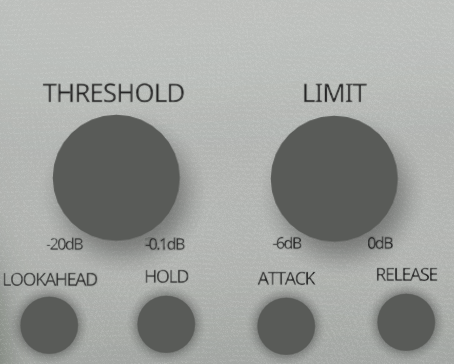 THRESHOLD LIMIT
-20dB -0.1dB -6dB 0dB
LOOKAHEAD HOLD ATTACK RELEASE